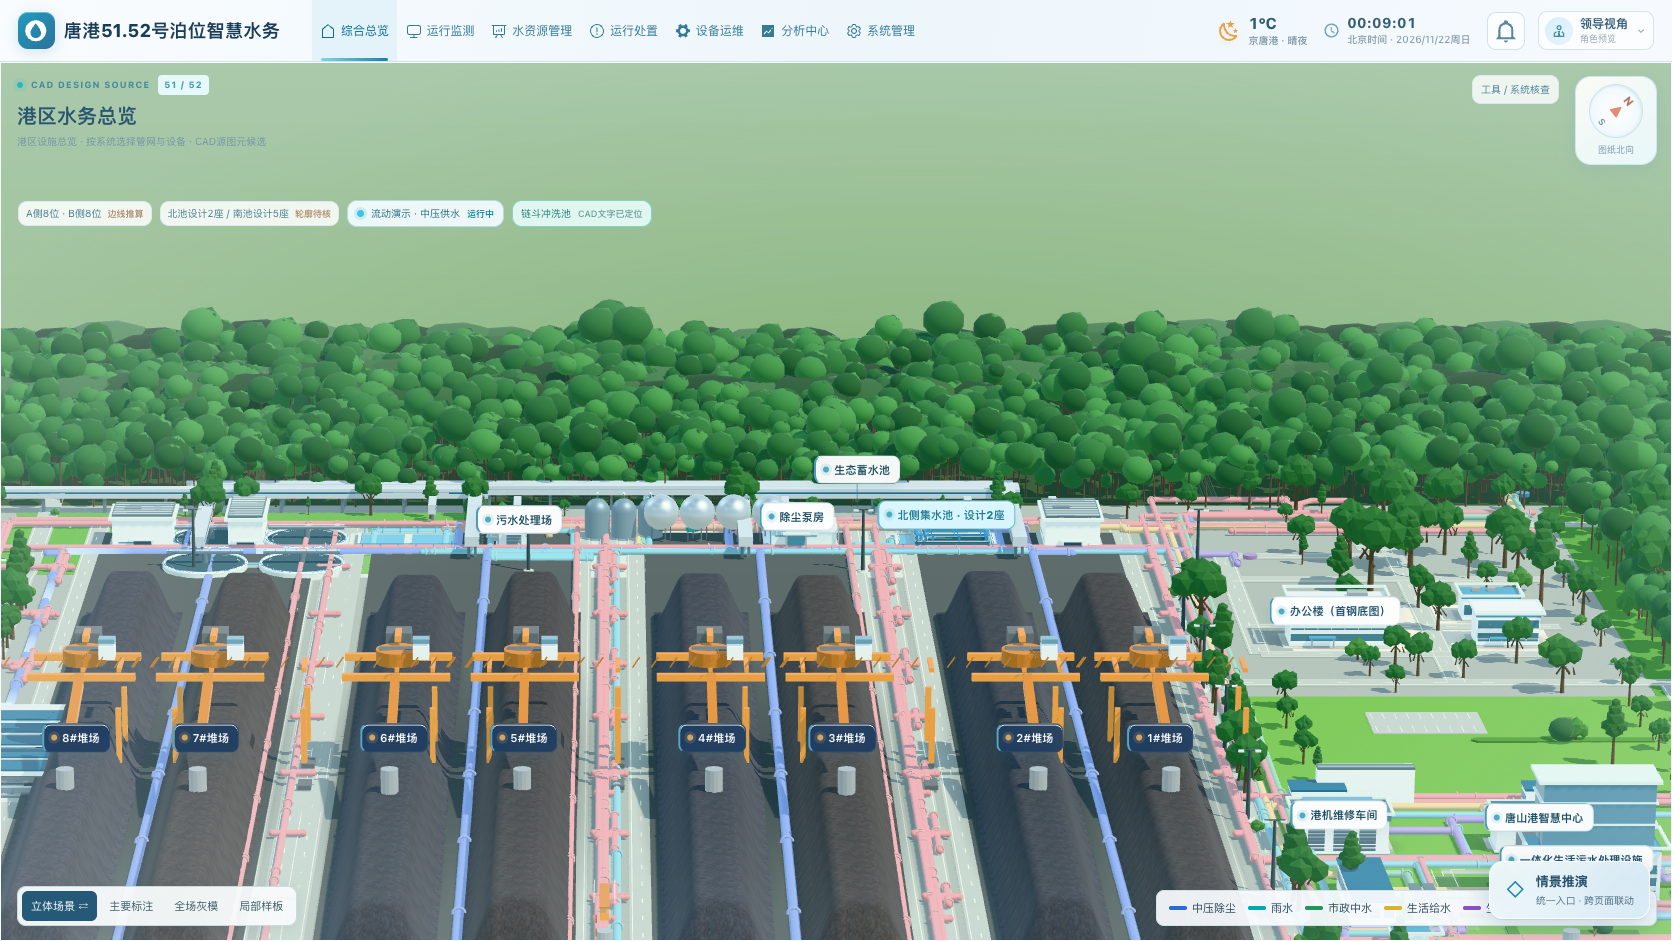 唐港51.52号泊位智慧水务
综合总览
运行监测
水资源管理
运行处置
设备运维
分析中心
系统管理
1°C
京唐港 · 晴夜
00:09:01
北京时间 · 2026/11/22周日
领导视角
角色预览
CAD DESIGN SOURCE 51 / 52
港区水务总览
港区设施总览 · 按系统选择管网与设备 · CAD源图元候选
工具 / 系统核查
N
S
图纸北向
A侧8位 · B侧8位 边线推算
北池设计2座 / 南池设计5座 轮廓待核
流动演示 · 中压供水 运行中
链斗冲洗池 CAD文字已定位
生态蓄水池
污水处理场
除尘泵房
北侧集水池 · 设计2座
办公楼（首钢底图）
8#堆场
7#堆场
6#堆场
5#堆场
4#堆场
3#堆场
2#堆场
1#堆场
港机维修车间
唐山港智慧中心
一体化生活污水处理设施
情景推演
统一入口 · 跨页面联动
立体场景
主要标注
全场灰模
局部样板
中压除尘
雨水
市政中水
生活给水